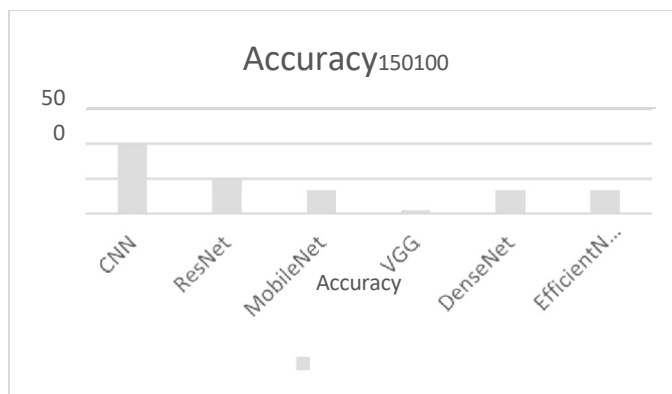 Accuracy150100
50
0
CNN
ResNet
MobileNet
VGG
DenseNet
EfficientN...
Accuracy